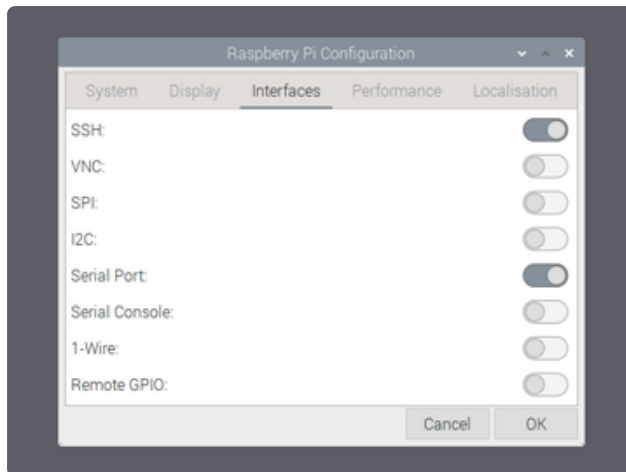 Raspberry Pi Configuration
System Display Interfaces Performance Localisation
SSH:
VNC:
SPI:
I2C:
Serial Port:
Serial Console:
1-Wire:
Remote GPIO:
Cancel OK